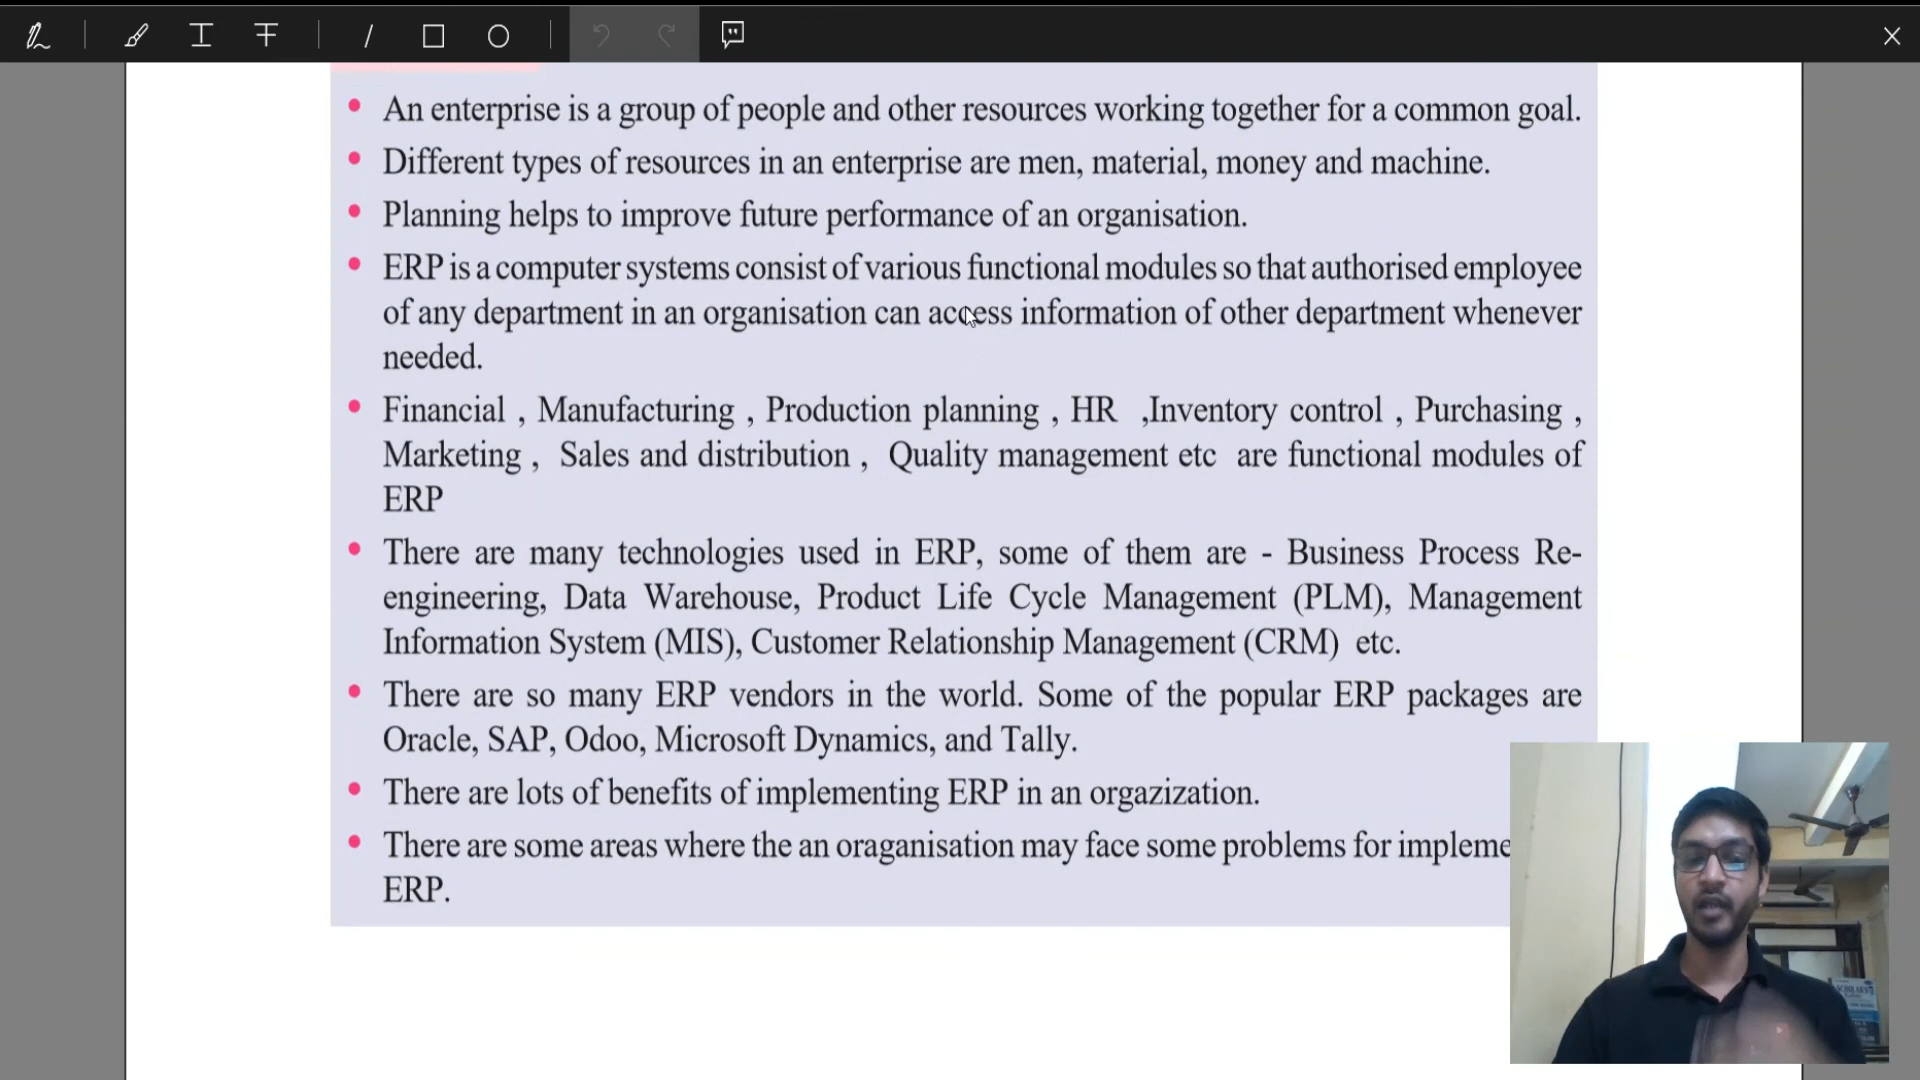 An enterprise is a group of people and other resources working together for a common goal.
Different types of resources in an enterprise are men, material, money and machine.
Planning helps to improve future performance of an organisation.
ERP is a computer systems consist of various functional modules so that authorised employee
of any department in an organisation can access information of other department whenever
needed.
Financial , Manufacturing , Production planning , HR ,Inventory control , Purchasing ,
Marketing , Sales and distribution , Quality management etc are functional modules of
ERP
There are many technologies used in ERP, some of them are - Business Process Re-
engineering, Data Warehouse, Product Life Cycle Management (PLM), Management
Information System (MIS), Customer Relationship Management (CRM) etc.
There are so many ERP vendors in the world. Some of the popular ERP packages are
Oracle, SAP, Odoo, Microsoft Dynamics, and Tally.
There are lots of benefits of implementing ERP in an orgazization.
There are some areas where the an oraganisation may face some problems for impleme
ERP.